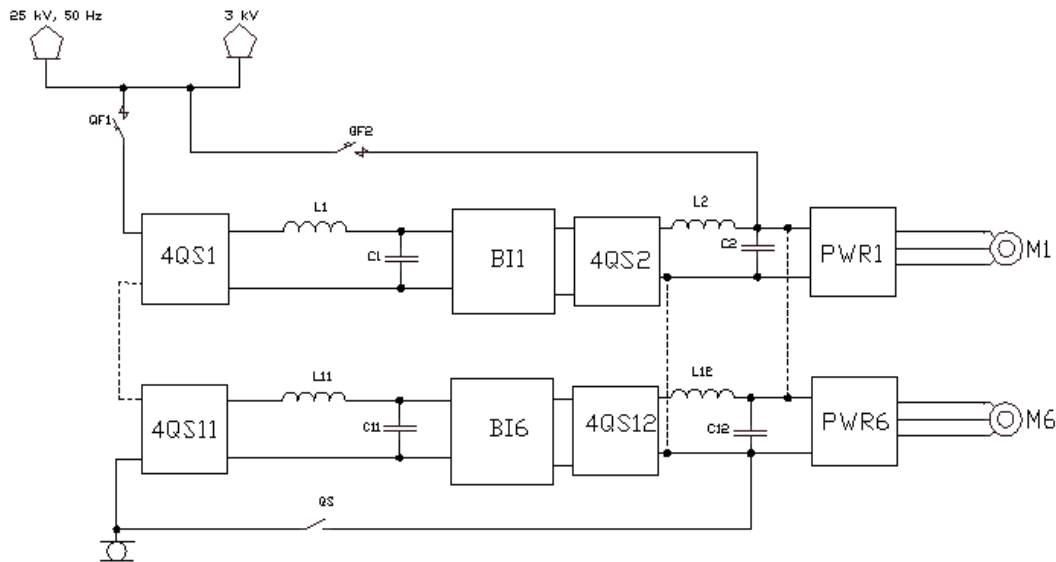 25 kV, 50 Hz
3 kV
QF1
QF2
L1
L2
4QS1
C1
BI1
4QS2
C2
PWR1
M1
L11
L12
4QS11
C11
BI6
4QS12
C12
PWR6
M6
QS